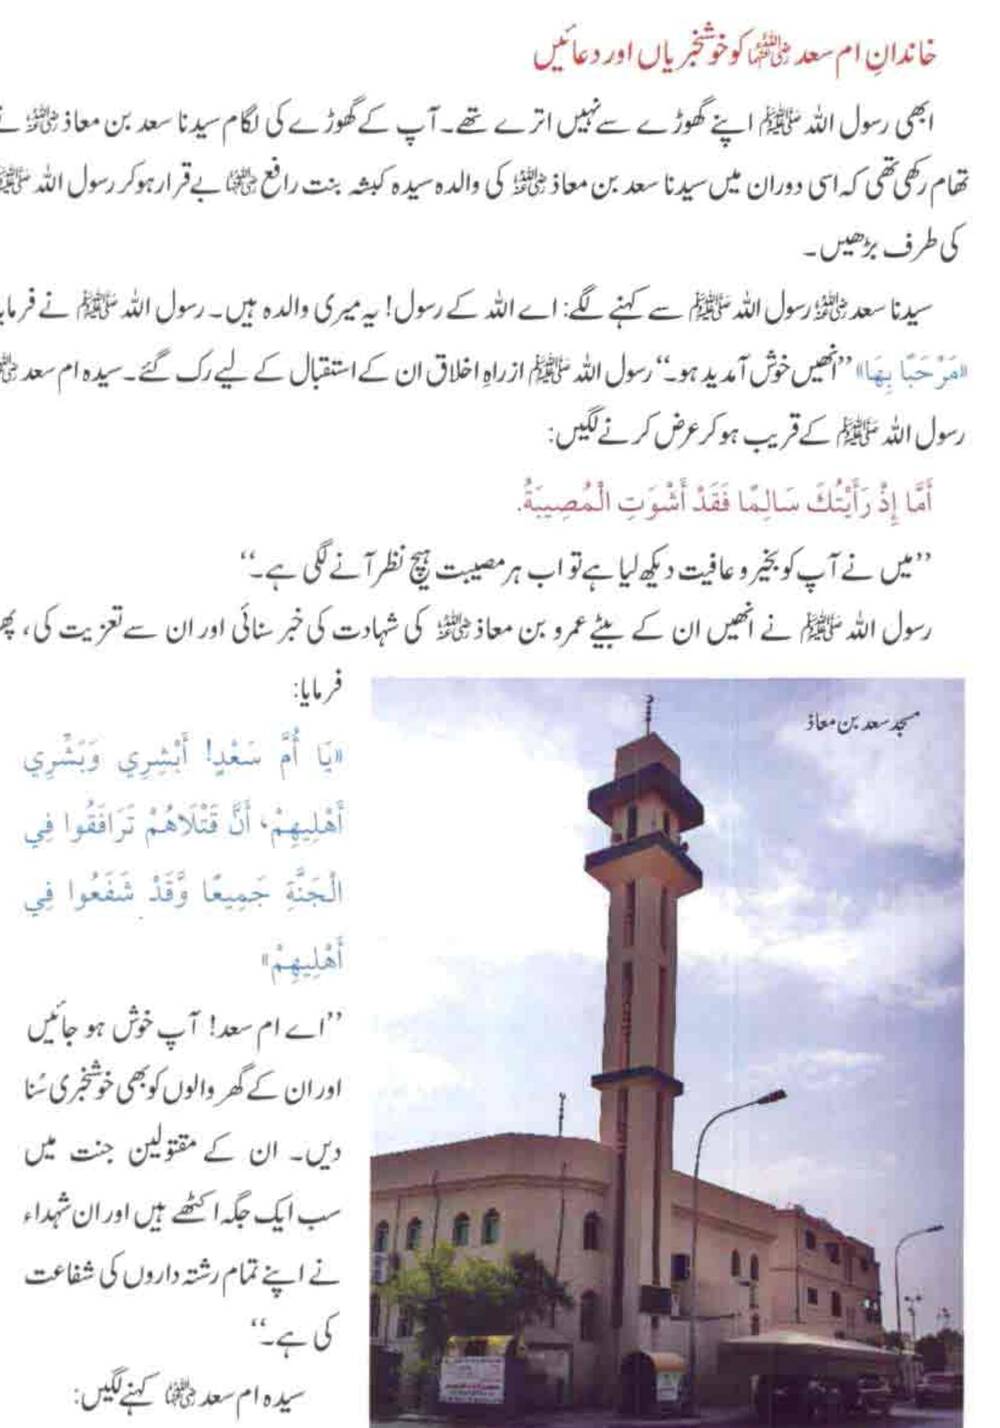 خاندانِ ام سعد رضی اللہ عنہا کو خوشخبریاں اور دعائیں
ابھی رسول اللہ ﷺ اپنے گھوڑے سے نہیں اترے تھے۔ آپ کے گھوڑے کی لگام سیدنا سعد بن معاذ رضی اللہ عنہ نے
تھام رکھی تھی کہ اسی دوران میں سیدنا سعد بن معاذ رضی اللہ عنہ کی والدہ سیدہ کبشہ بنت رافع رضی اللہ عنہا بے قرار ہو کر رسول اللہ ﷺ
کی طرف بڑھیں۔
سیدنا سعد رضی اللہ عنہ رسول اللہ ﷺ سے کہنے لگے: اے اللہ کے رسول! یہ میری والدہ ہیں۔ رسول اللہ ﷺ نے فرمایا
«مَرْحَبًا بِهَا» ’’انھیں خوش آمدید ہو۔‘‘ رسول اللہ ﷺ ازراہِ اخلاق ان کے استقبال کے لیے رک گئے۔ سیدہ ام سعد رضی اللہ عنہا
رسول اللہ ﷺ کے قریب ہو کر عرض کرنے لگیں:
أَمَّا إِذْ رَأَيْتُكَ سَالِمًا فَقَدْ أَشْوَتِ الْمُصِيبَةُ.
’’میں نے آپ کو بخیر و عافیت دیکھ لیا ہے تو اب ہر مصیبت ہیچ نظر آنے لگی ہے۔‘‘
رسول اللہ ﷺ نے انھیں ان کے بیٹے عمرو بن معاذ رضی اللہ عنہ کی شہادت کی خبر سنائی اور ان سے تعزیت کی، پھر
فرمایا:
«يَا أُمَّ سَعْدٍ! أَبْشِرِي وَبَشِّرِي
أَهْلِيهِمْ، أَنَّ قَتْلَاهُمْ تَرَافَقُوا فِي
الْجَنَّةِ جَمِيعًا وَّقَدْ شَفَعُوا فِي
أَهْلِيهِمْ»
’’اے ام سعد! آپ خوش ہو جائیں
اور ان کے گھر والوں کو بھی خوشخبری سُنا
دیں۔ ان کے مقتولین جنت میں
سب ایک جگہ اکٹھے ہیں اور ان شہداء
نے اپنے تمام رشتہ داروں کی شفاعت
کی ہے۔‘‘
سیدہ ام سعد رضی اللہ عنہا کہنے لگیں:
مسجد سعد بن معاذ